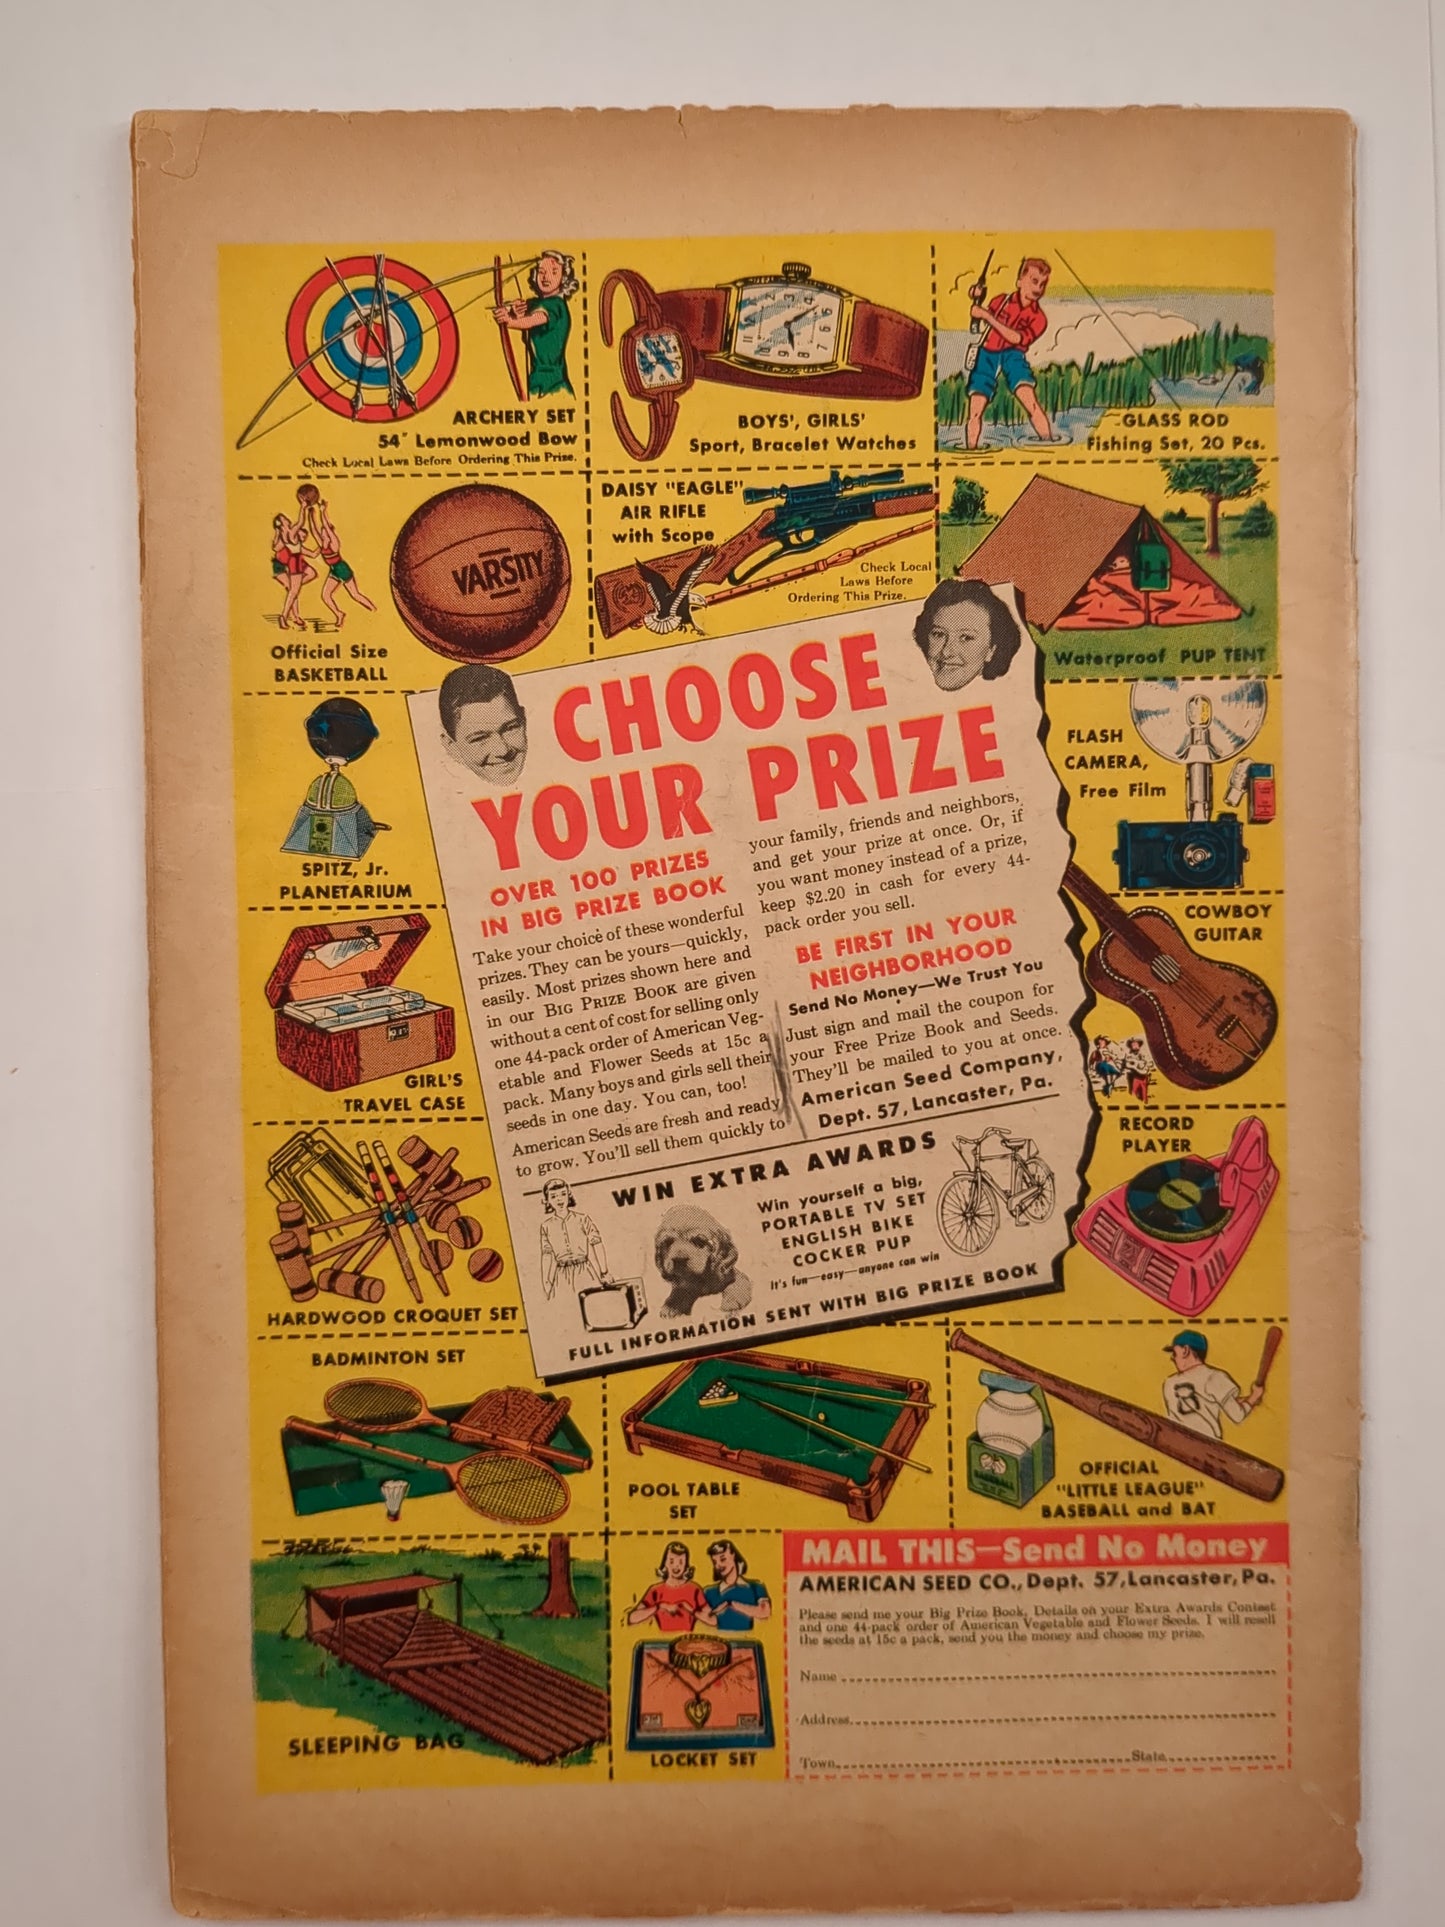 ARCHERY SET
54" Lemonwood Bow
Check Local Laws Before Ordering This Prize.
BOYS', GIRLS'
Sport, Bracelet Watches
GLASS ROD
Fishing Set, 20 Pcs.
VARSITY
Official Size
BASKETBALL
DAISY "EAGLE"
AIR RIFLE
with Scope
Check Local
Laws Before
Ordering This Prize.
Waterproof PUP TENT
SPITZ, Jr.
PLANETARIUM
CHOOSE
YOUR PRIZE
OVER 100 PRIZES
IN BIG PRIZE BOOK
Take your choice of these wonderful
prizes. They can be yours—quickly,
easily. Most prizes shown here and
in our BIG PRIZE BOOK are given
without a cent of cost for selling only
one 44-pack order of American Veg-
etable and Flower Seeds at 15c a
pack. Many boys and girls sell their
seeds in one day. You can, too!
American Seeds are fresh and ready
to grow. You'll sell them quickly to
your family, friends and neighbors,
and get your prize at once. Or, if
you want money instead of a prize,
keep $2.20 in cash for every 44-
pack order you sell.
BE FIRST IN YOUR
NEIGHBORHOOD
Send No Money—We Trust You
Just sign and mail the coupon for
your Free Prize Book and Seeds.
They'll be mailed to you at once.
American Seed Company,
Dept. 57, Lancaster, Pa.
WIN EXTRA AWARDS
Win yourself a big,
PORTABLE TV SET
ENGLISH BIKE
COCKER PUP
It's fun—easy—anyone can win
FULL INFORMATION SENT WITH BIG PRIZE BOOK
FLASH
CAMERA,
Free Film
GIRL'S
TRAVEL CASE
COWBOY
GUITAR
HARDWOOD CROQUET SET
RECORD
PLAYER
BADMINTON SET
POOL TABLE
SET
8
BASEBALL
OFFICIAL
"LITTLE LEAGUE"
BASEBALL and BAT
SLEEPING BAG
LOCKET SET
MAIL THIS—Send No Money
AMERICAN SEED CO., Dept. 57, Lancaster, Pa.
Please send me your Big Prize Book, Details on your Extra Awards Contest
and one 44-pack order of American Vegetable and Flower Seeds. I will resell
the seeds at 15c a pack, send you the money and choose my prize.
Name
Address
Town State